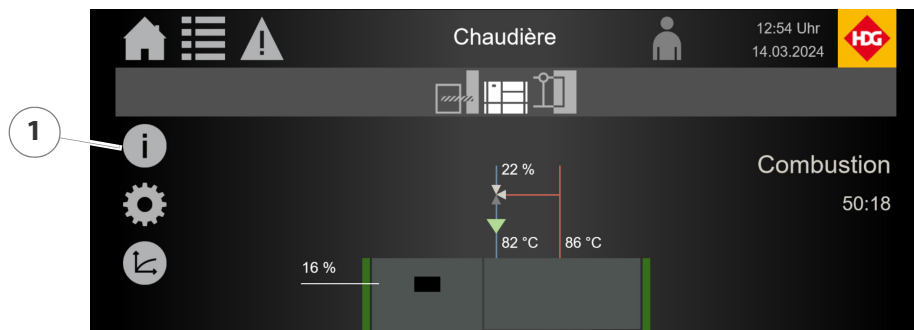 Chaudière
12:54 Uhr
14.03.2024
HDG
1
i
Combustion
50:18
22 %
82 °C
86 °C
16 %